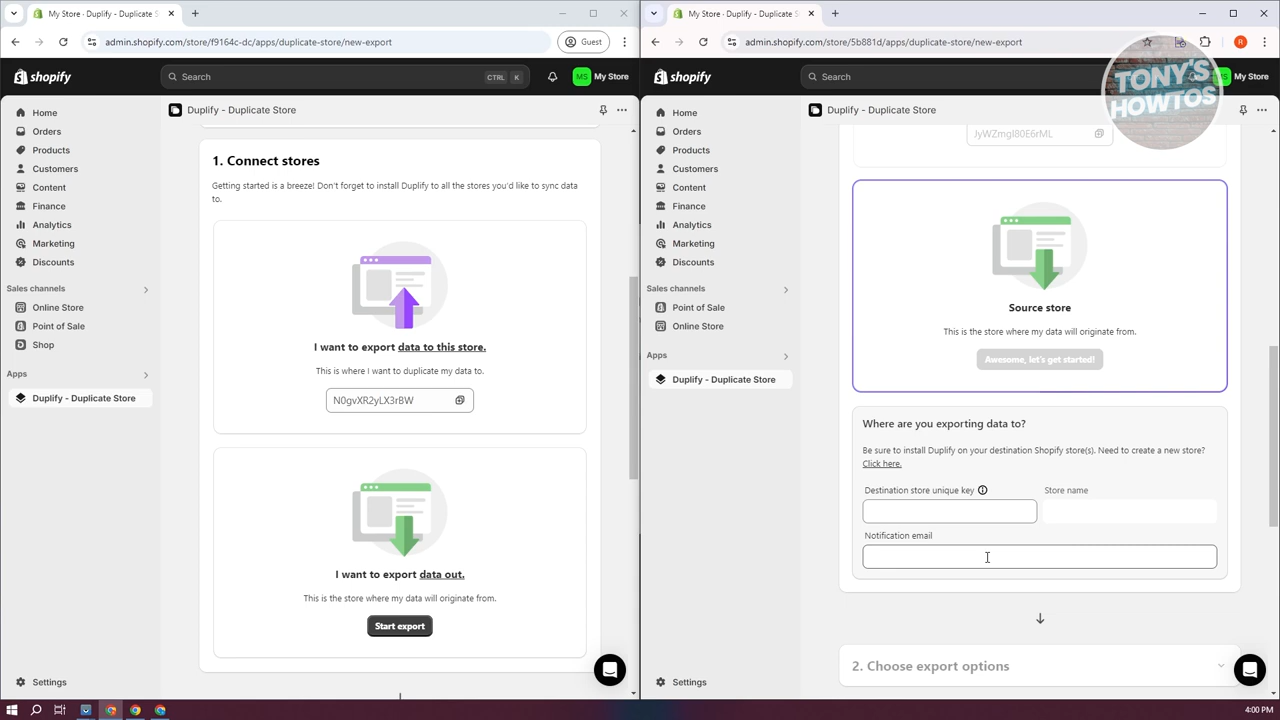 My Store · Duplify - Duplicate S
admin.shopify.com/store/f9164c-dc/apps/duplicate-store/new-export
Guest
shopify
Search
CTRL K
MS My Store
Home
Orders
Products
Customers
Content
Finance
Analytics
Marketing
Discounts
Sales channels
Online Store
Point of Sale
Shop
Apps
Duplify - Duplicate Store
Settings
Duplify - Duplicate Store
1. Connect stores
Getting started is a breeze! Don't forget to install Duplify to all the stores you'd like to sync data
to.
I want to export data to this store.
This is where I want to duplicate my data to.
N0gvXR2yLX3rBW
I want to export data out.
This is the store where my data will originate from.
Start export
My Store · Duplify - Duplicate S
admin.shopify.com/store/5b881d/apps/duplicate-store/new-export
R
shopify
Search
MS My Store
TONY'S
HOWTOS
Home
Orders
Products
Customers
Content
Finance
Analytics
Marketing
Discounts
Sales channels
Point of Sale
Online Store
Apps
Duplify - Duplicate Store
Settings
Duplify - Duplicate Store
JyWZmgl80E6rML
Source store
This is the store where my data will originate from.
Awesome, let's get started!
Where are you exporting data to?
Be sure to install Duplify on your destination Shopify store(s). Need to create a new store?
Click here.
Destination store unique key
Store name
Notification email
2. Choose export options
4:00 PM